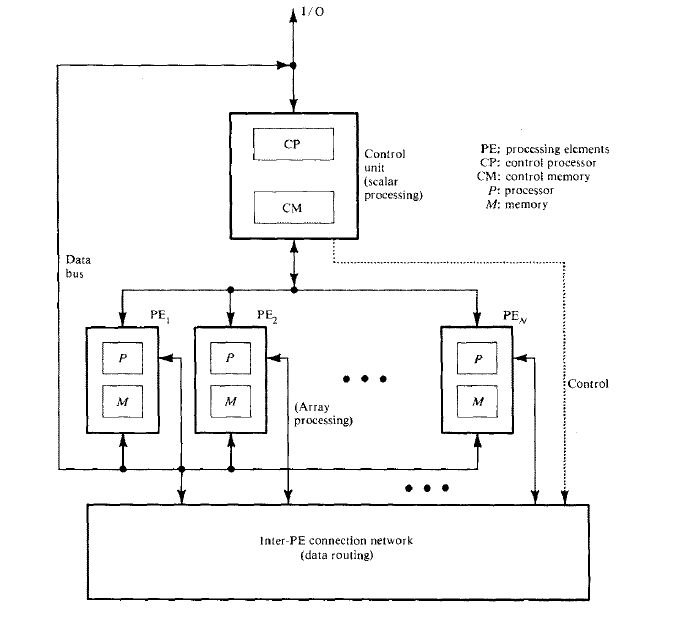 I/O
CP
Control
unit
(scalar
processing)
CM
PE: processing elements
CP: control processor
CM: control memory
P: processor
M: memory
Data
bus
PE₁
PE₂
PE_N
P
P
P
M
M
M
(Array
processing)
Control
Inter-PE connection network
(data routing)